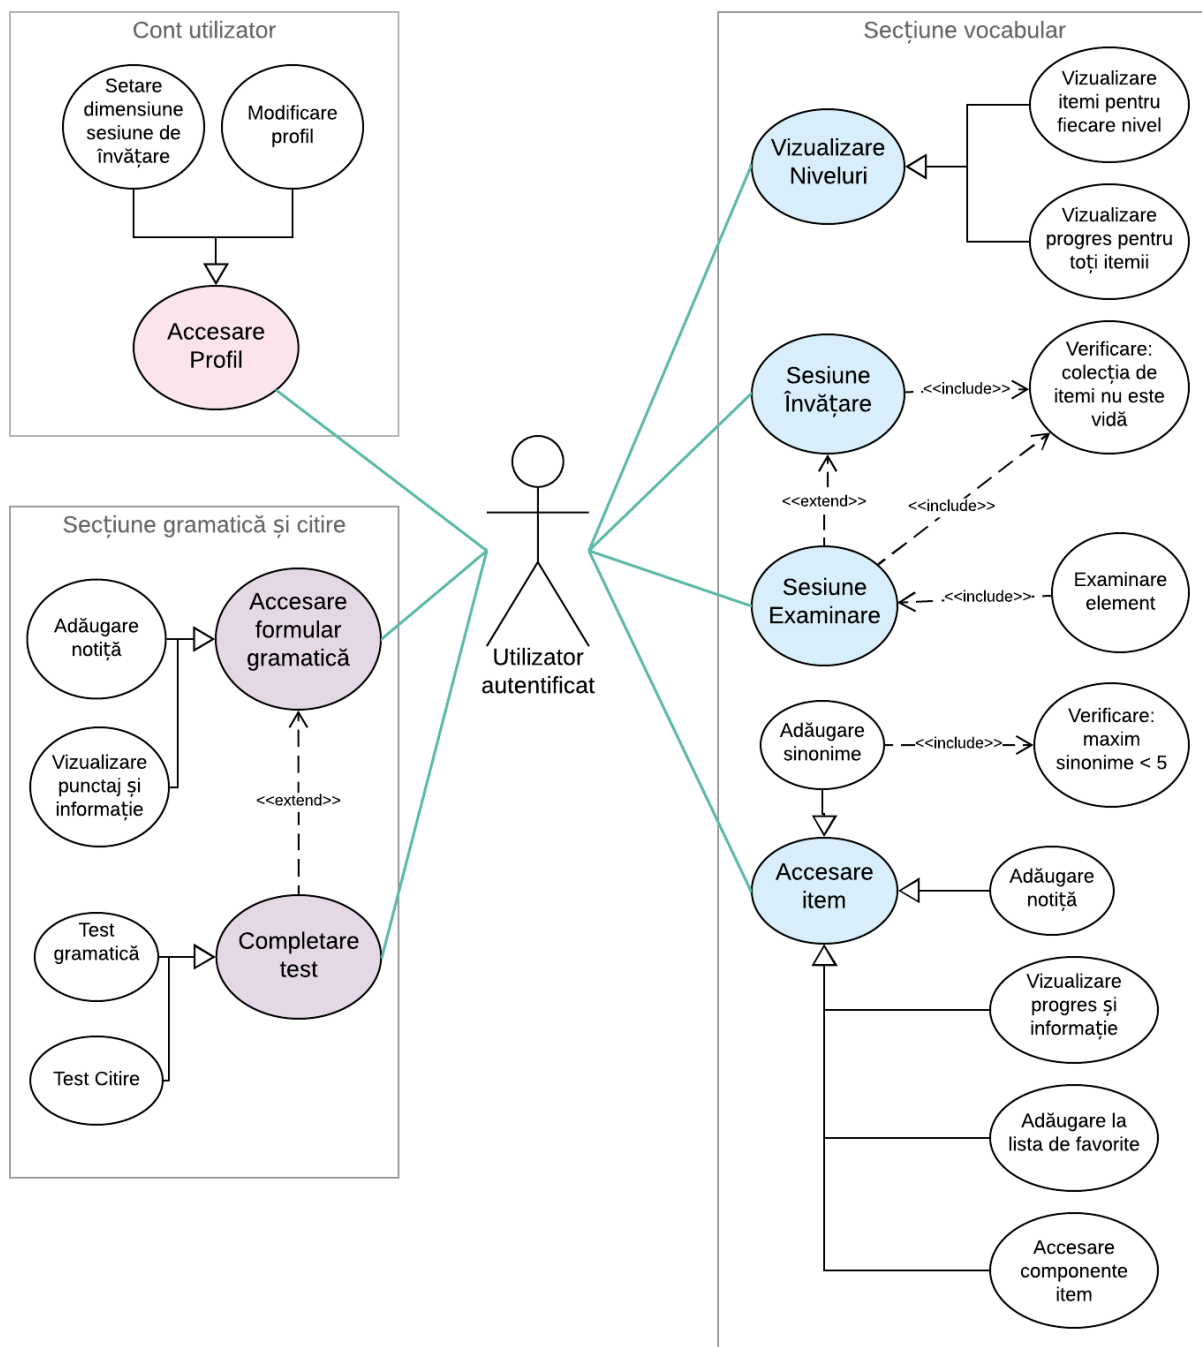 Cont utilizator
Setare
dimensiune
sesiune de
învățare
Modificare
profil
Accesare
Profil
Secțiune gramatică și citire
Accesare
formular
gramatică
Adăugare
notiță
Vizualizare
punctaj și
informație
<<extend>>
Completare
test
Test
gramatică
Test Citire
Utilizator
autentificat
Secțiune vocabular
Vizualizare
Niveluri
Vizualizare
itemi pentru
fiecare nivel
Vizualizare
progres pentru
toți itemii
Sesiune
Învățare
<<include>>
Verificare:
colecția de
itemi nu este
vidă
<<extend>>
<<include>>
Sesiune
Examinare
<<include>>
Examinare
element
Adăugare
sinonime
<<include>>
Verificare:
maxim
sinonime < 5
Accesare
item
Adăugare
notiță
Vizualizare
progres și
informație
Adăugare la
lista de favorite
Accesare
componente
item